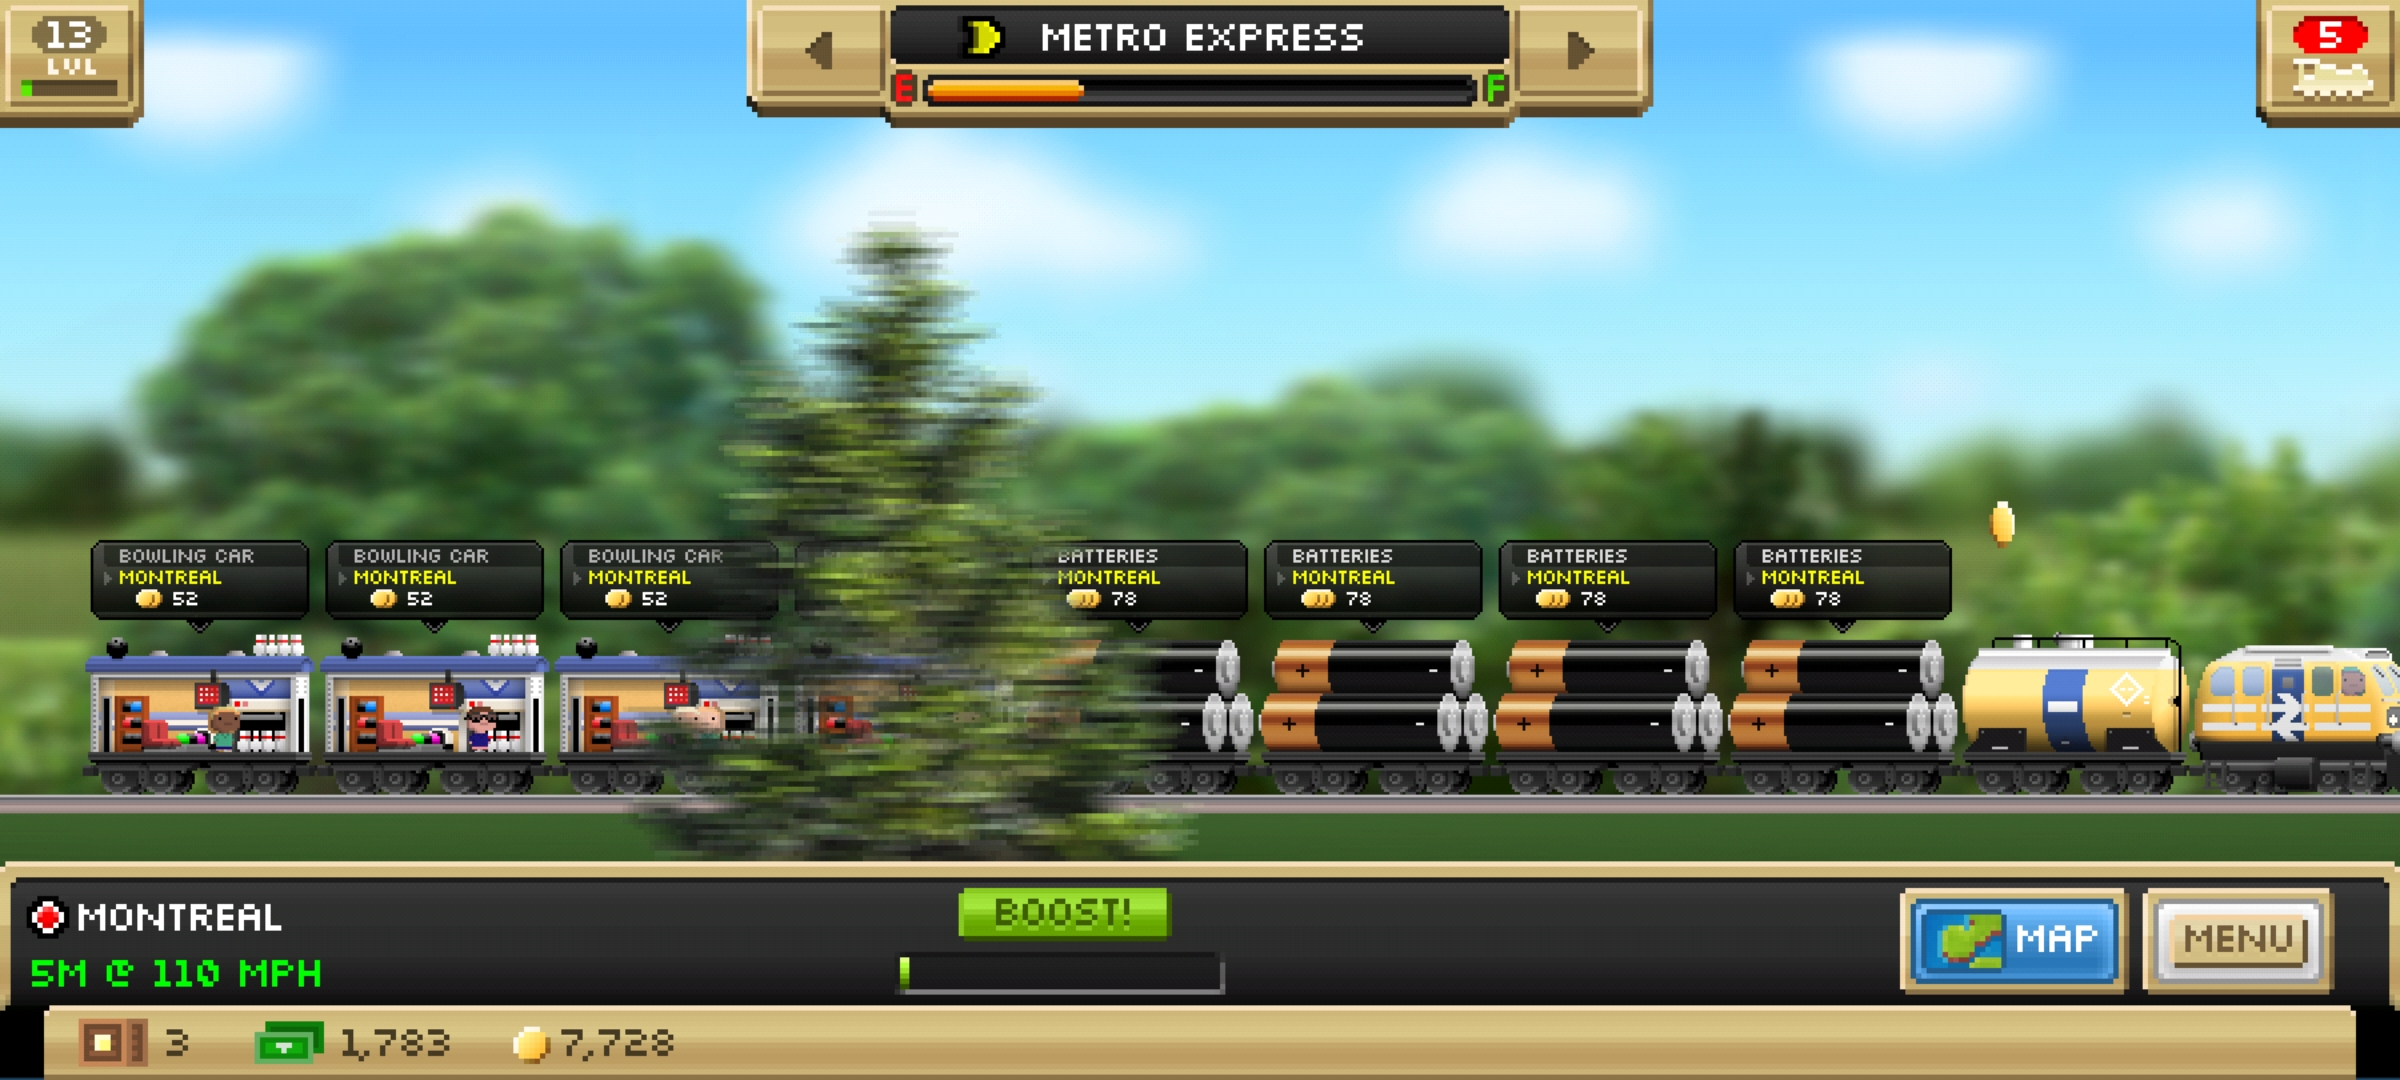 13
LVL
METRO EXPRESS
E F
5
BOWLING CAR
MONTREAL
52
BOWLING CAR
MONTREAL
52
BOWLING CAR
MONTREAL
52
BATTERIES
MONTREAL
78
BATTERIES
MONTREAL
78
BATTERIES
MONTREAL
78
BATTERIES
MONTREAL
78
MONTREAL
5M @ 110 MPH
BOOST!
MAP
MENU
3 1,783 7,728